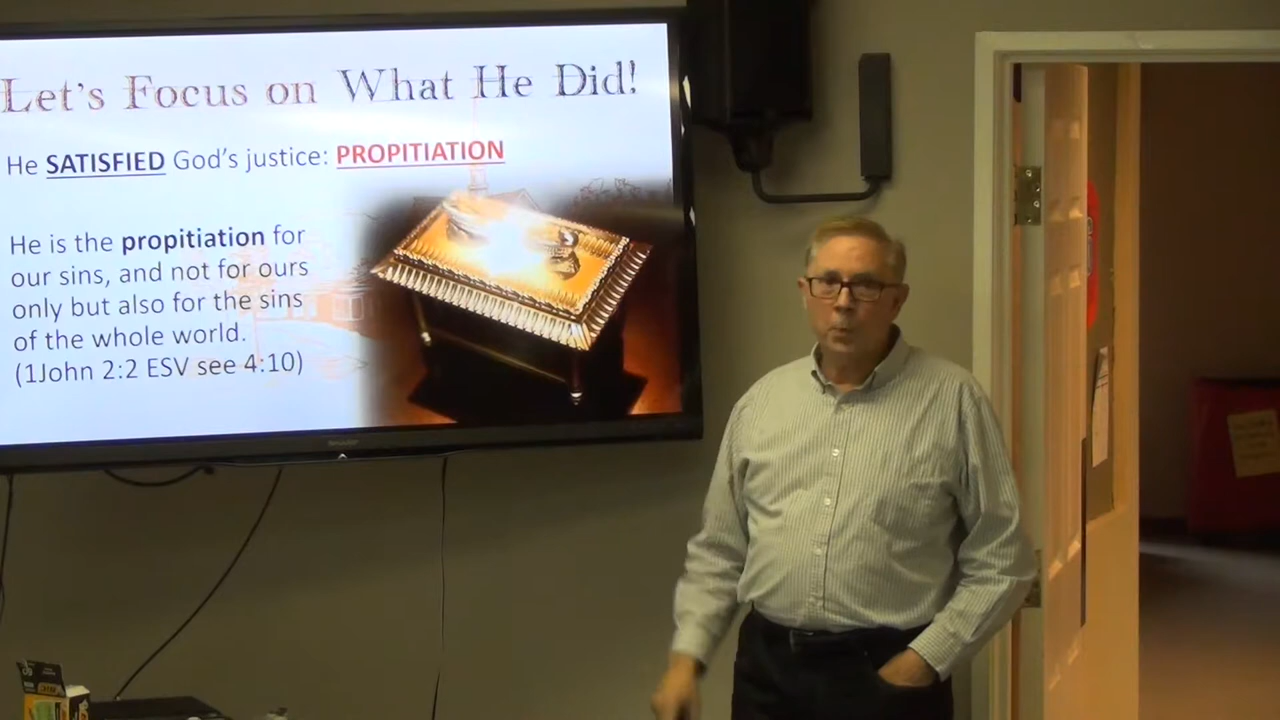 Let's Focus on What He Did!
He SATISFIED God's justice: PROPITIATION
He is the propitiation for
our sins, and not for ours
only but also for the sins
of the whole world.
(1John 2:2 ESV see 4:10)
SHARP